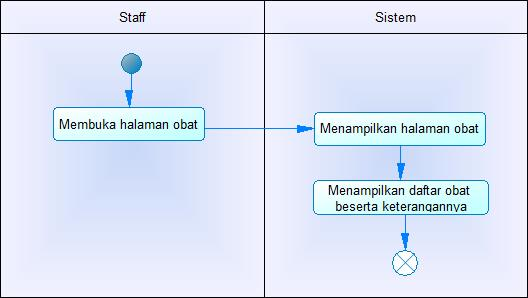 Staff
Sistem
Membuka halaman obat
Menampilkan halaman obat
Menampilkan daftar obat
beserta keterangannya